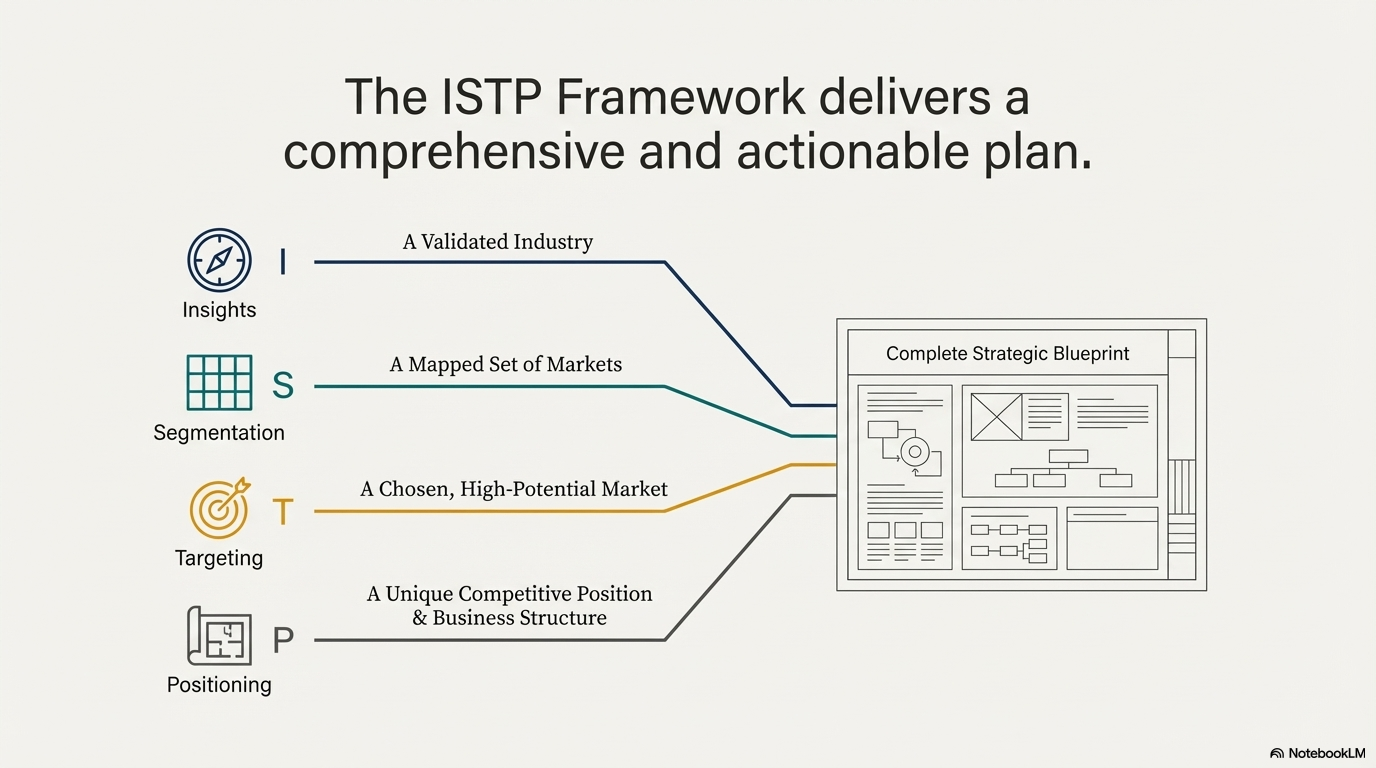 The ISTP Framework delivers a
comprehensive and actionable plan.
I
Insights
A Validated Industry
S
Segmentation
A Mapped Set of Markets
T
Targeting
A Chosen, High-Potential Market
P
Positioning
A Unique Competitive Position
& Business Structure
Complete Strategic Blueprint
NotebookLM